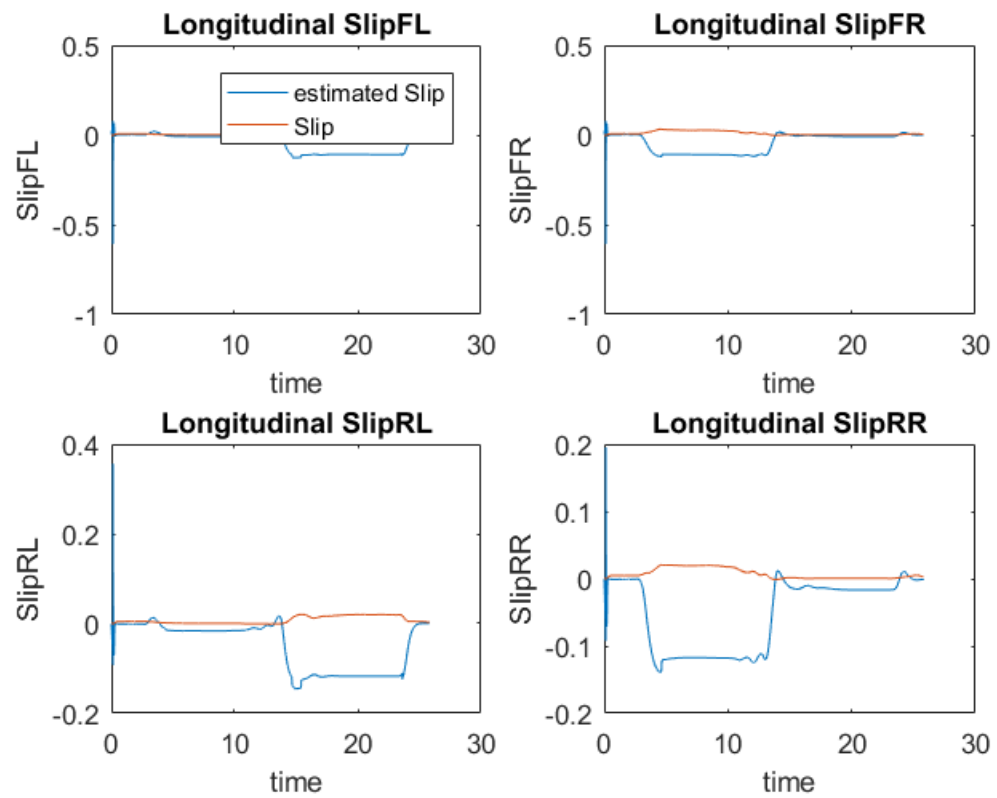 Longitudinal SlipFL
0.5
0
-0.5
-1
SlipFL
estimated Slip
Slip
0 10 20 30
time
Longitudinal SlipFR
0.5
0
-0.5
-1
SlipFR
0 10 20 30
time
Longitudinal SlipRL
0.4
0.2
0
-0.2
SlipRL
0 10 20 30
time
Longitudinal SlipRR
0.2
0.1
0
-0.1
-0.2
SlipRR
0 10 20 30
time